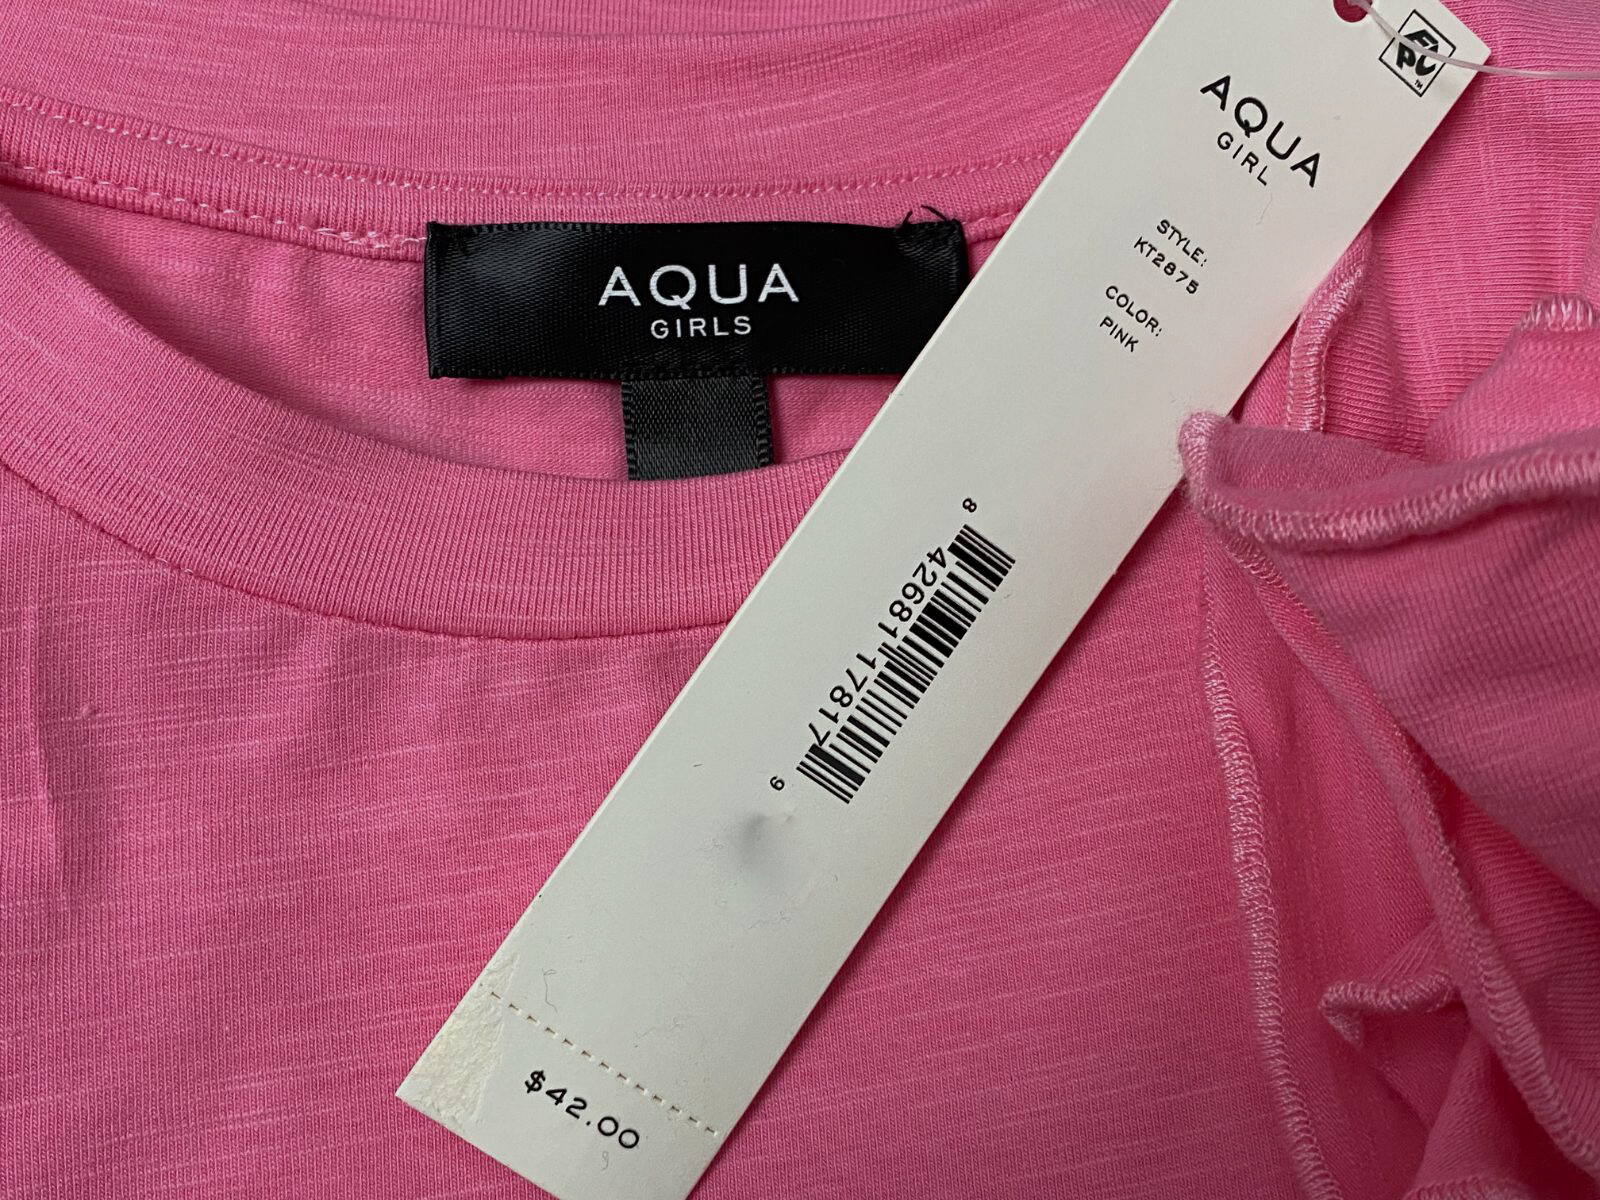 AQUA
GIRLS
AQUA
GIRL
STYLE:
KT2875
COLOR:
PINK
8 42681 17817 9
$42.00